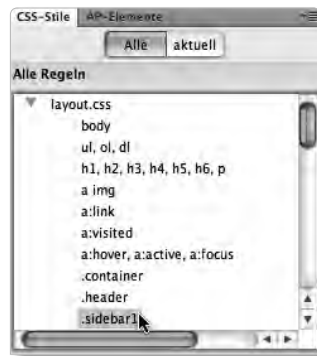 CSS-Stile AP-Elemente
Alle aktuell
Alle Regeln
layout.css
body
ul, ol, dl
h1, h2, h3, h4, h5, h6, p
a img
a:link
a:visited
a:hover, a:active, a:focus
.container
.header
.sidebar1